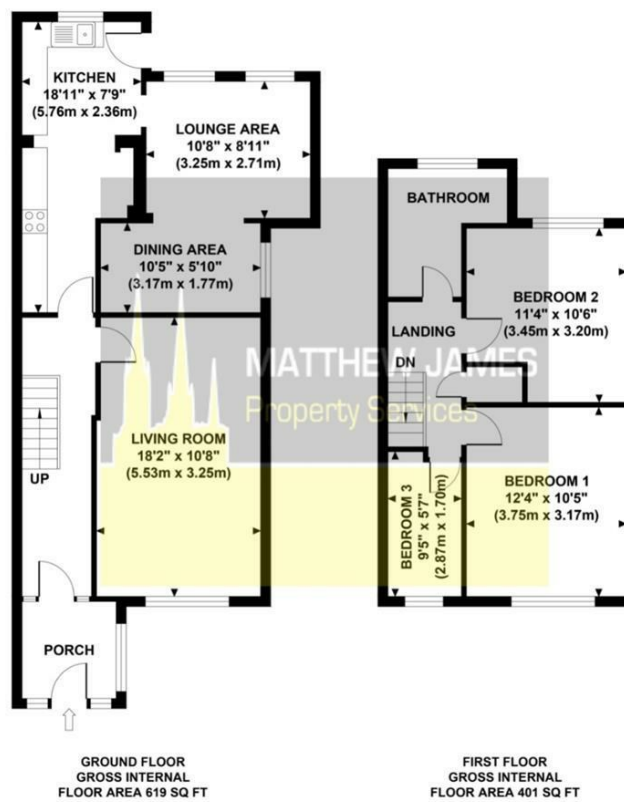 KITCHEN
18'11" x 7'9"
(5.76m x 2.36m)
LOUNGE AREA
10'8" x 8'11"
(3.25m x 2.71m)
DINING AREA
10'5" x 5'10"
(3.17m x 1.77m)
LIVING ROOM
18'2" x 10'8"
(5.53m x 3.25m)
UP
PORCH
GROUND FLOOR
GROSS INTERNAL
FLOOR AREA 619 SQ FT
MATTHEW JAMES
Property Services
BATHROOM
BEDROOM 2
11'4" x 10'6"
(3.45m x 3.20m)
LANDING
DN
BEDROOM 1
12'4" x 10'5"
(3.75m x 3.17m)
BEDROOM 3
9'5" x 5'7"
(2.87m x 1.70m)
FIRST FLOOR
GROSS INTERNAL
FLOOR AREA 401 SQ FT